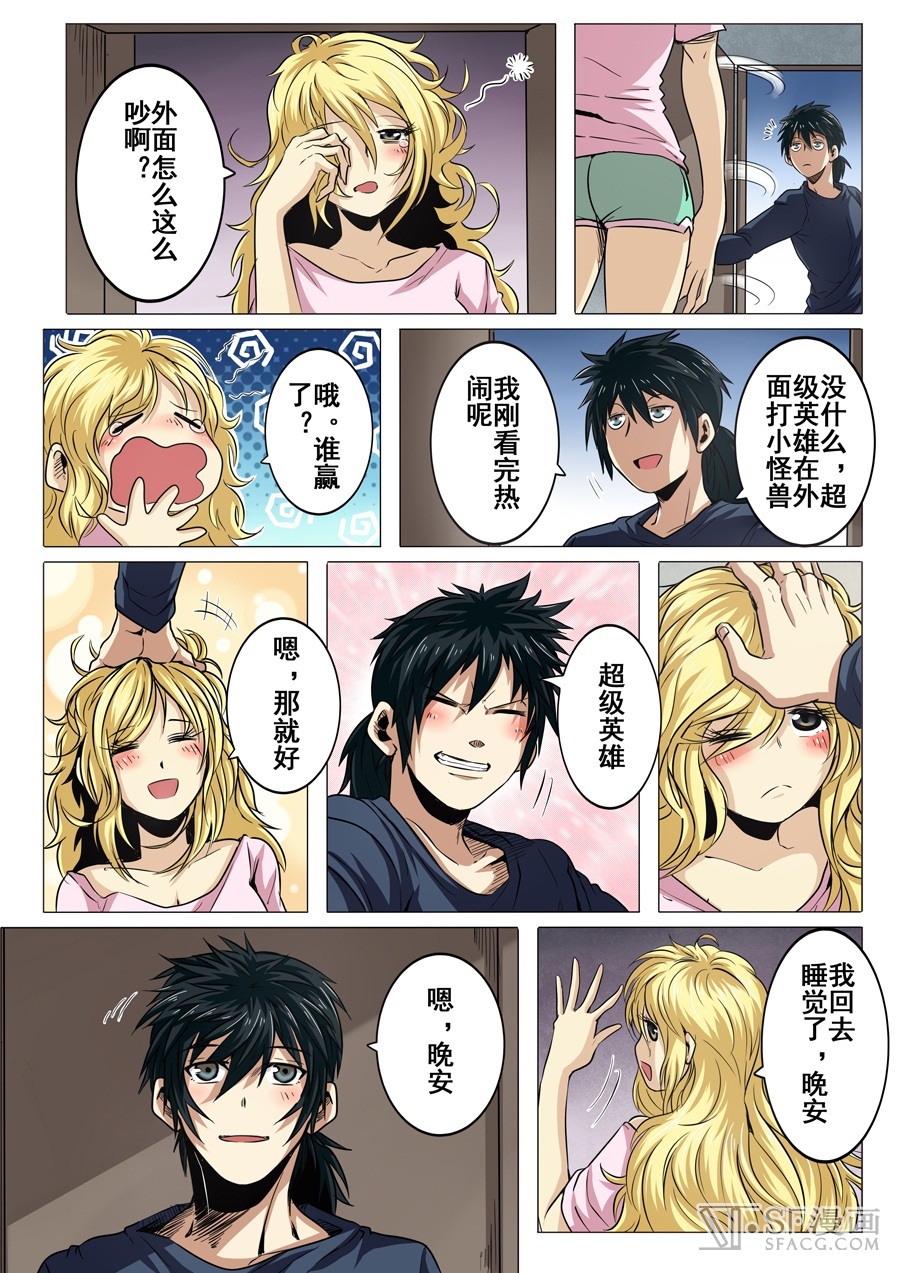 外面怎么这么
吵啊？
没什么，超
级英雄在外
面打小怪兽
我刚看完热
闹呢
哦。谁赢
了？
超级英雄
嗯，那就好
我回去
睡觉了，晚安
嗯，晚安
SF漫画
SFACG.COM